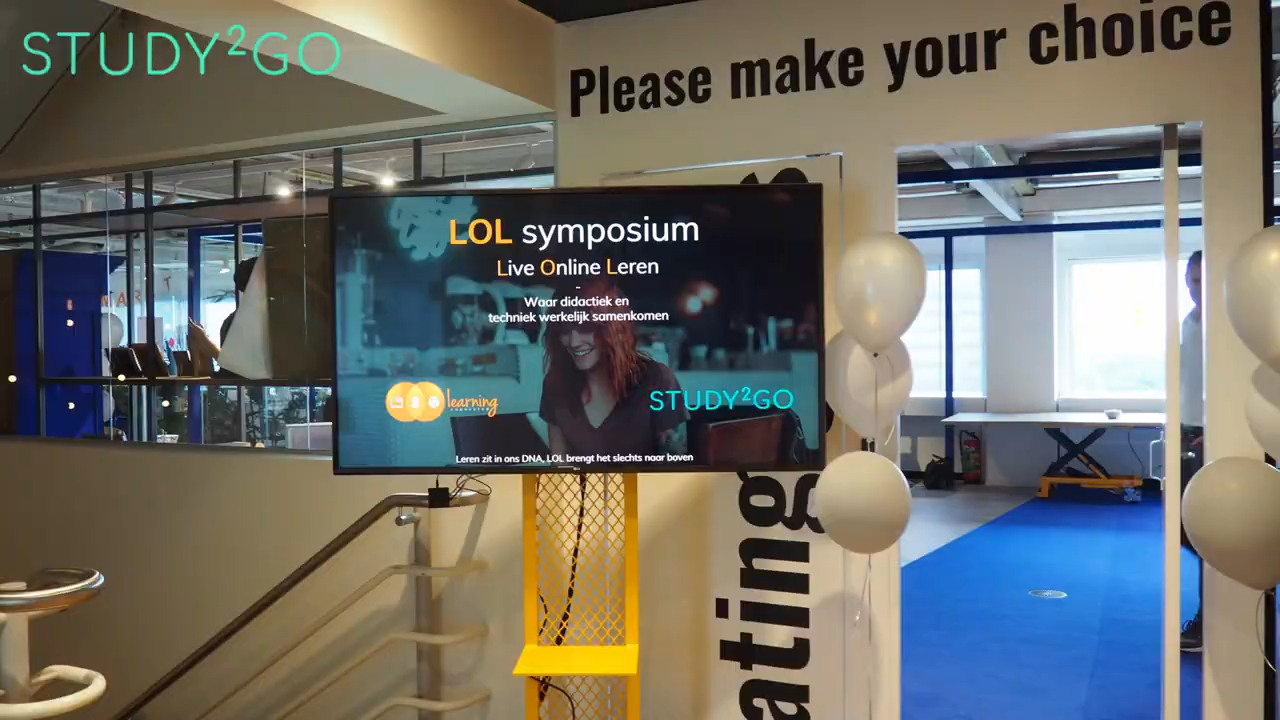 STUDY²GO
Please make your choice
LOL symposium
Live Online Leren
-
Waar didactiek en
techniek werkelijk samenkomen
learning
STUDY²GO
Leren zit in ons DNA, LOL brengt het slechts naar boven
ating